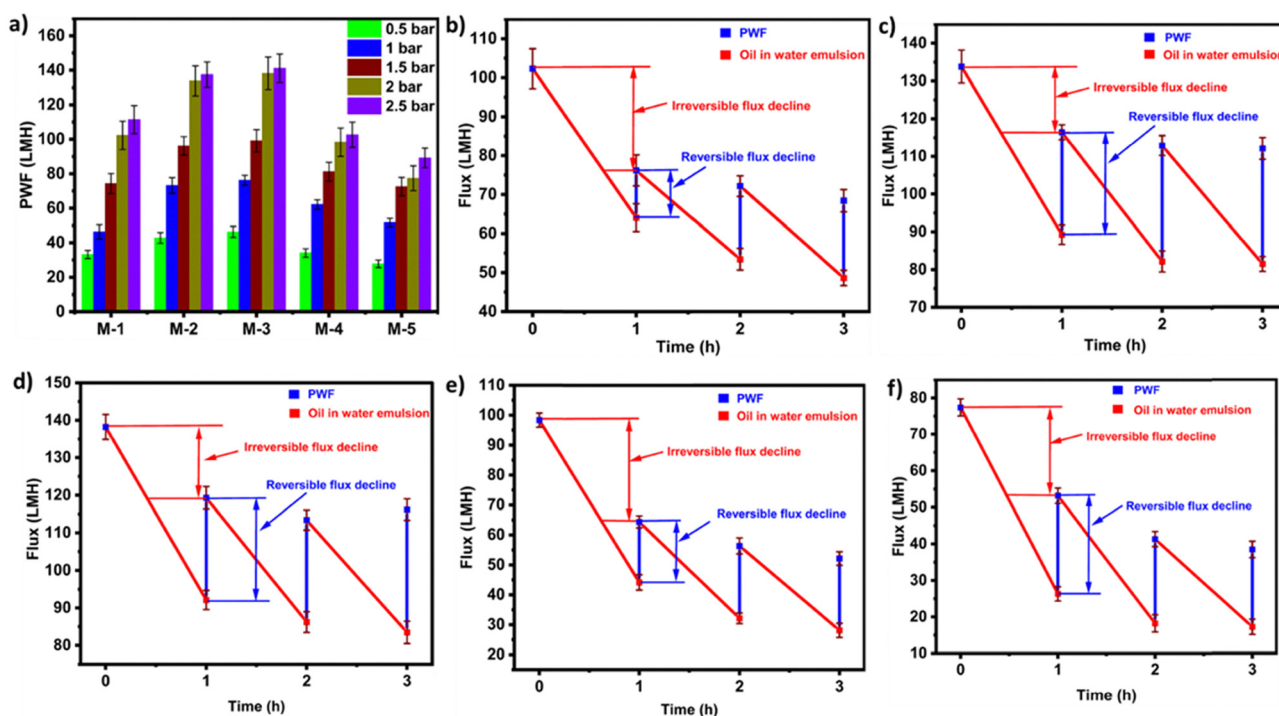 a)
PWF (LMH)
160
140
120
100
80
60
40
20
0
M-1 M-2 M-3 M-4 M-5
0.5 bar
1 bar
1.5 bar
2 bar
2.5 bar
b)
Flux (LMH)
110
100
90
80
70
60
50
40
0 1 2 3
Time (h)
PWF
Oil in water emulsion
Irreversible flux decline
Reversible flux decline
c)
Flux (LMH)
140
130
120
110
100
90
80
70
0 1 2 3
Time (h)
PWF
Oil in water emulsion
Irreversible flux decline
Reversible flux decline
d)
Flux (LMH)
150
140
130
120
110
100
90
80
0 1 2 3
Time (h)
PWF
Oil in water emulsion
Irreversible flux decline
Reversible flux decline
e)
Flux (LMH)
110
100
90
80
70
60
50
40
30
20
0 1 2 3
Time (h)
PWF
Oil in water emulsion
Irreversible flux decline
Reversible flux decline
f)
Flux (LMH)
80
70
60
50
40
30
20
10
0 1 2 3
Time (h)
PWF
Oil in water emulsion
Irreversible flux decline
Reversible flux decline